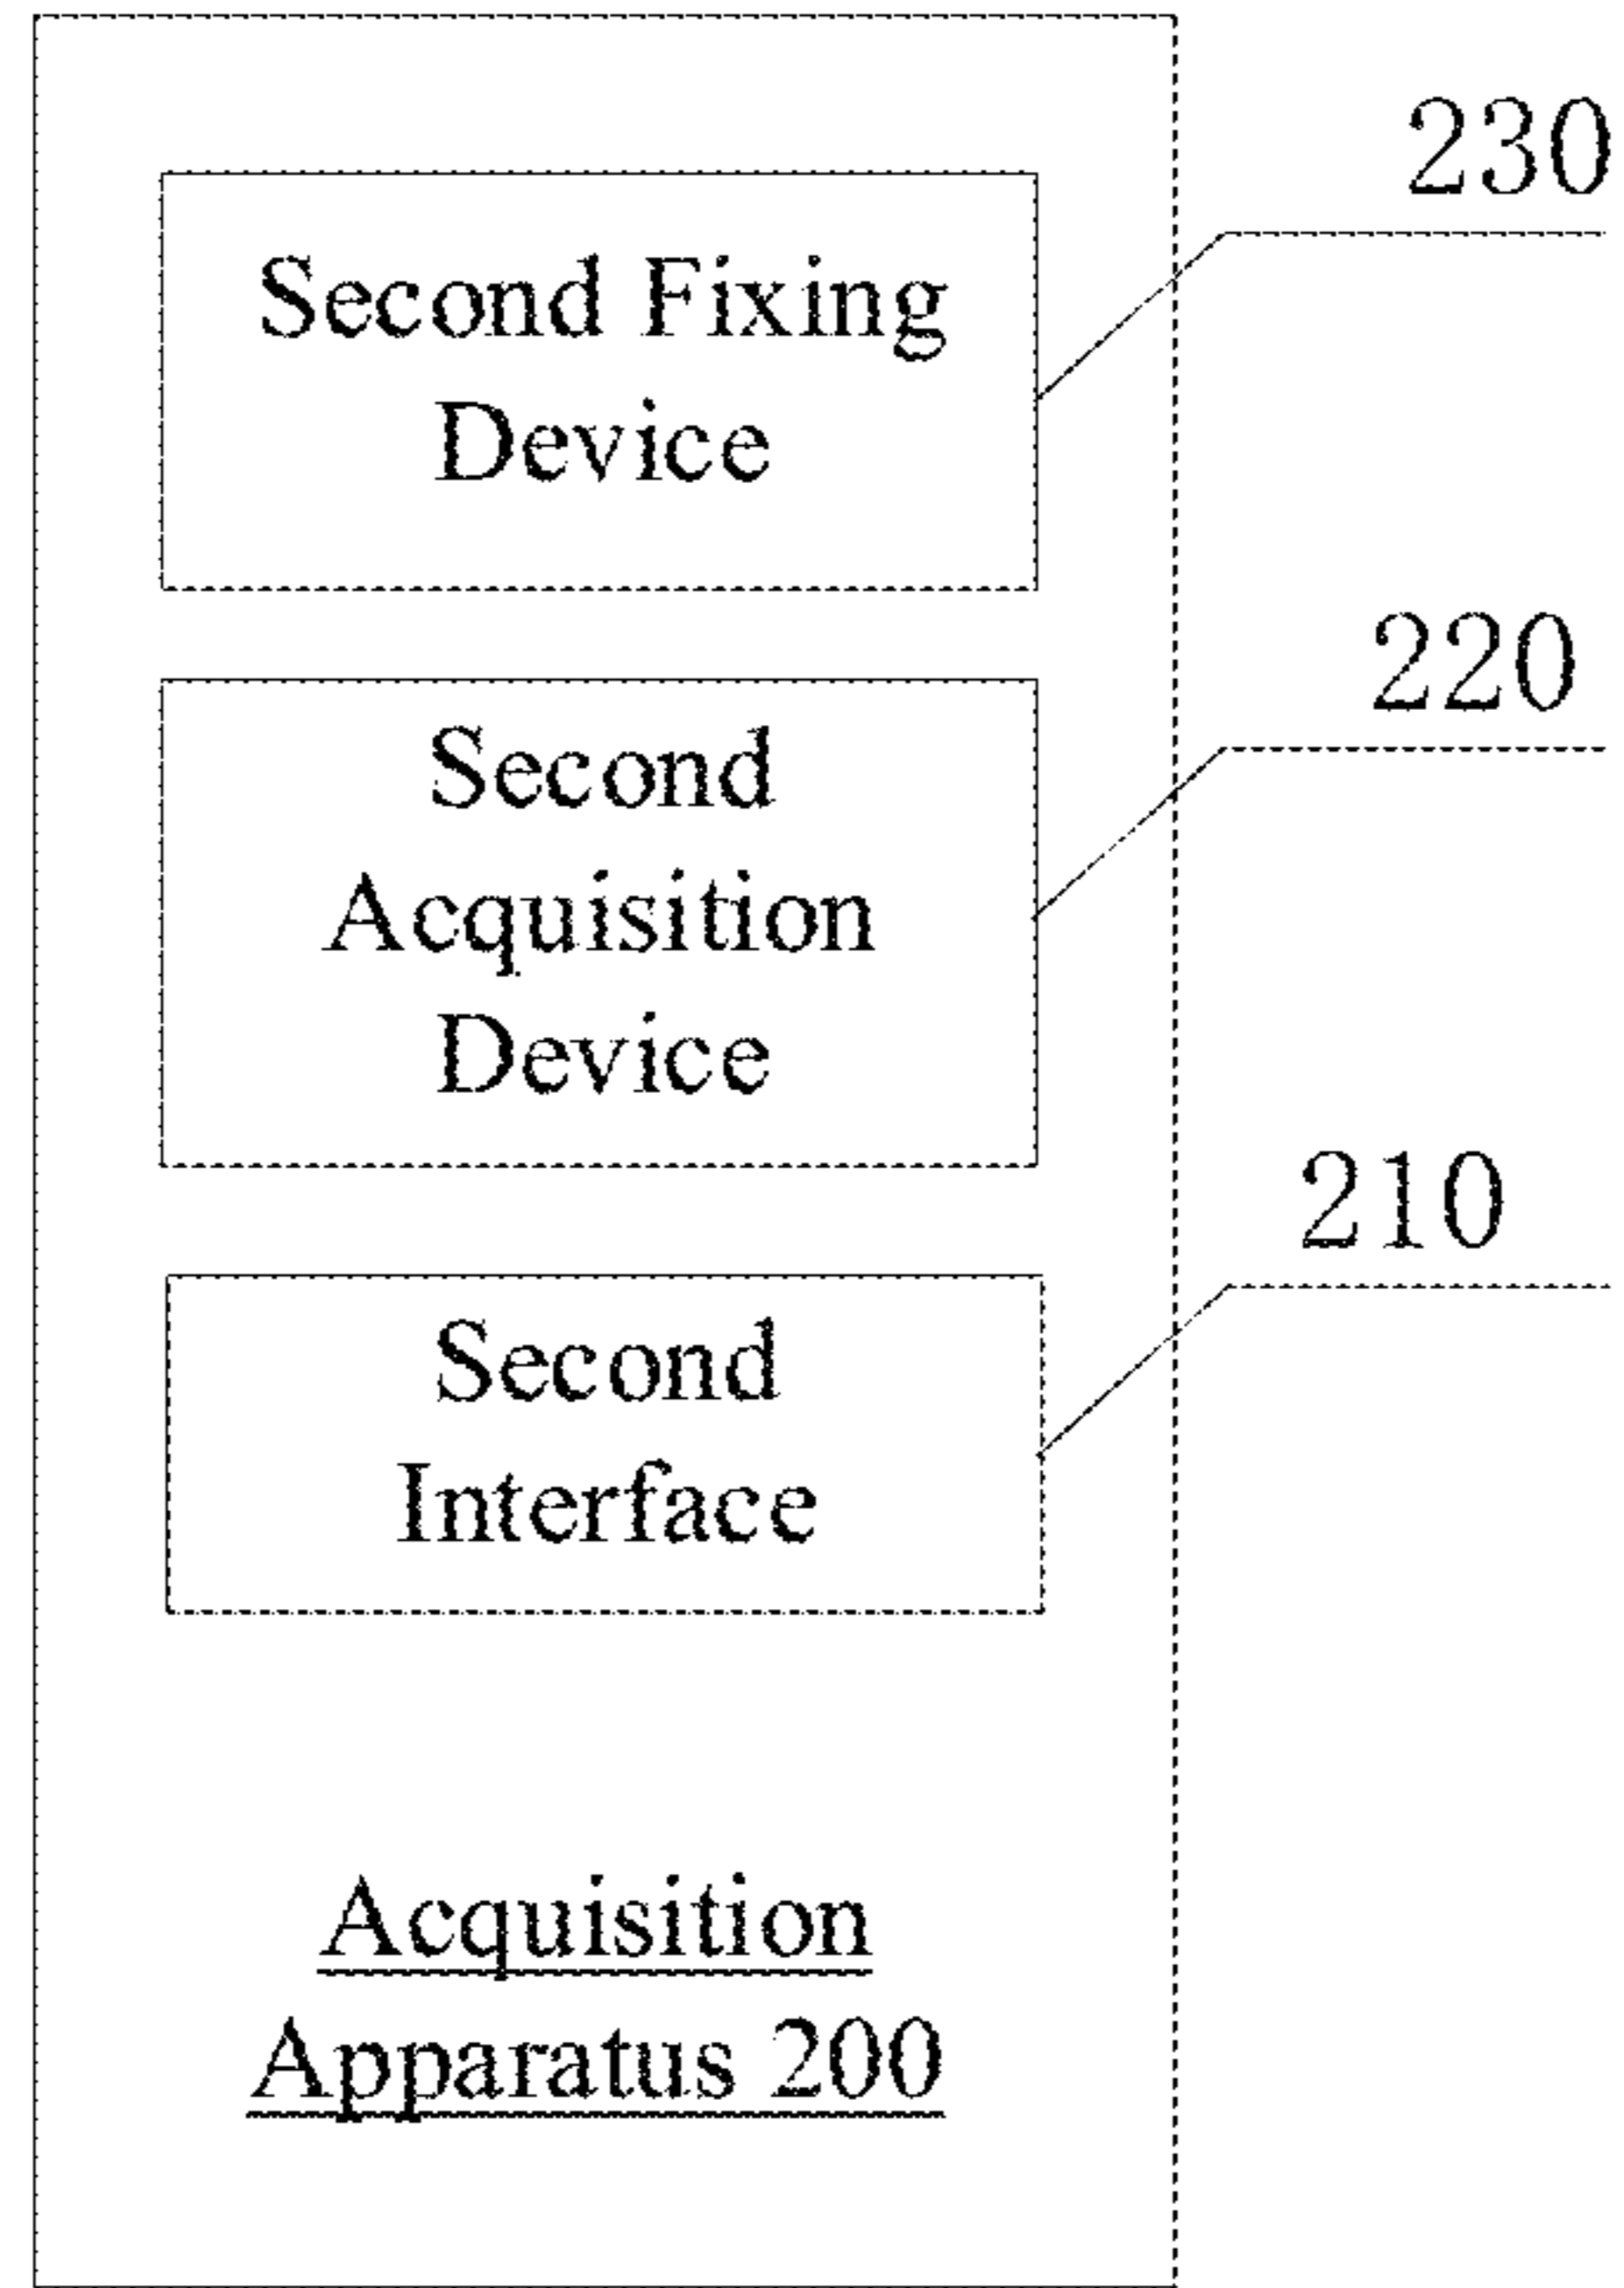 230
Second Fixing
Device
220
Second
Acquisition
Device
210
Second
Interface
Acquisition
Apparatus 200